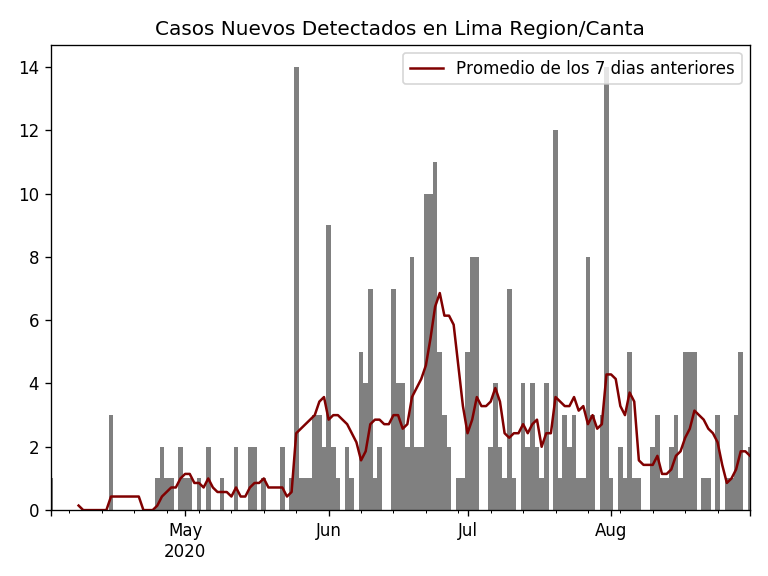 Casos Nuevos Detectados en Lima Region/Canta
Promedio de los 7 dias anteriores
14
12
10
8
6
4
2
0
May
2020
Jun
Jul
Aug